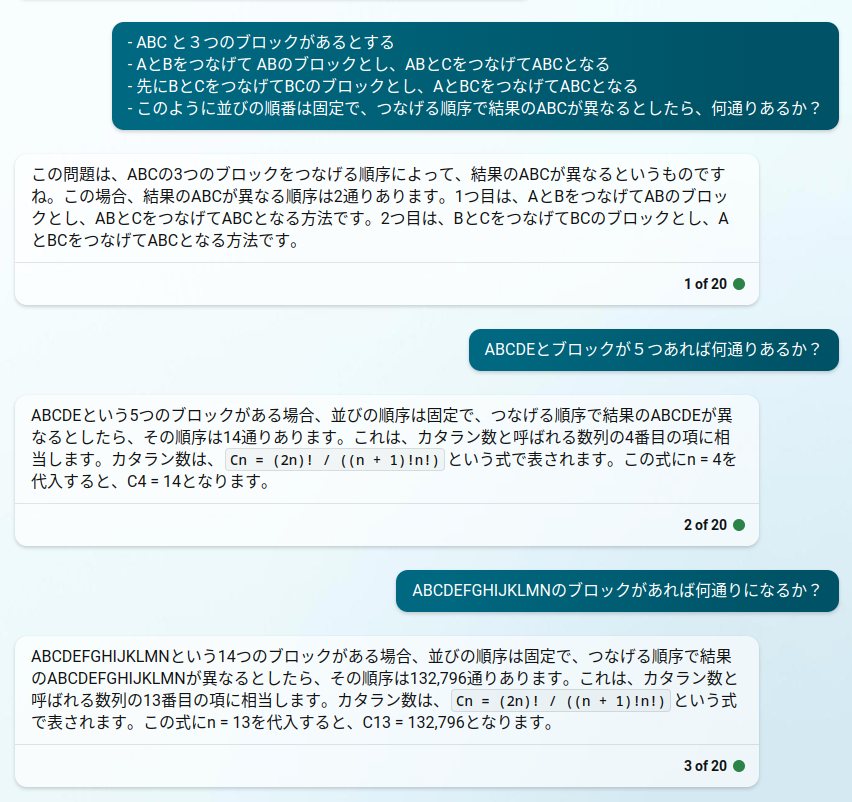 - ABC と３つのブロックがあるとする
- AとBをつなげて ABのブロックとし、ABとCをつなげてABCとなる
- 先にBとCをつなげてBCのブロックとし、AとBCをつなげてABCとなる
- このように並びの順番は固定で、つなげる順序で結果のABCが異なるとしたら、何通りあるか？
この問題は、ABCの3つのブロックをつなげる順序によって、結果のABCが異なるというものです
ね。この場合、結果のABCが異なる順序は2通りあります。1つ目は、AとBをつなげてABのブロッ
クとし、ABとCをつなげてABCとなる方法です。2つ目は、BとCをつなげてBCのブロックとし、A
とBCをつなげてABCとなる方法です。
1 of 20
ABCDEとブロックが５つあれば何通りあるか？
ABCDEという5つのブロックがある場合、並びの順序は固定で、つなげる順序で結果のABCDEが異
なるとしたら、その順序は14通りあります。これは、カタラン数と呼ばれる数列の4番目の項に相
当します。カタラン数は、 Cn = (2n)! / ((n + 1)!n!) という式で表されます。この式にn = 4を
代入すると、C4 = 14となります。
2 of 20
ABCDEFGHIJKLMNのブロックがあれば何通りになるか？
ABCDEFGHIJKLMNという14つのブロックがある場合、並びの順序は固定で、つなげる順序で結果
のABCDEFGHIJKLMNが異なるとしたら、その順序は132,796通りあります。これは、カタラン数と
呼ばれる数列の13番目の項に相当します。カタラン数は、 Cn = (2n)! / ((n + 1)!n!) という式
で表されます。この式にn = 13を代入すると、C13 = 132,796となります。
3 of 20